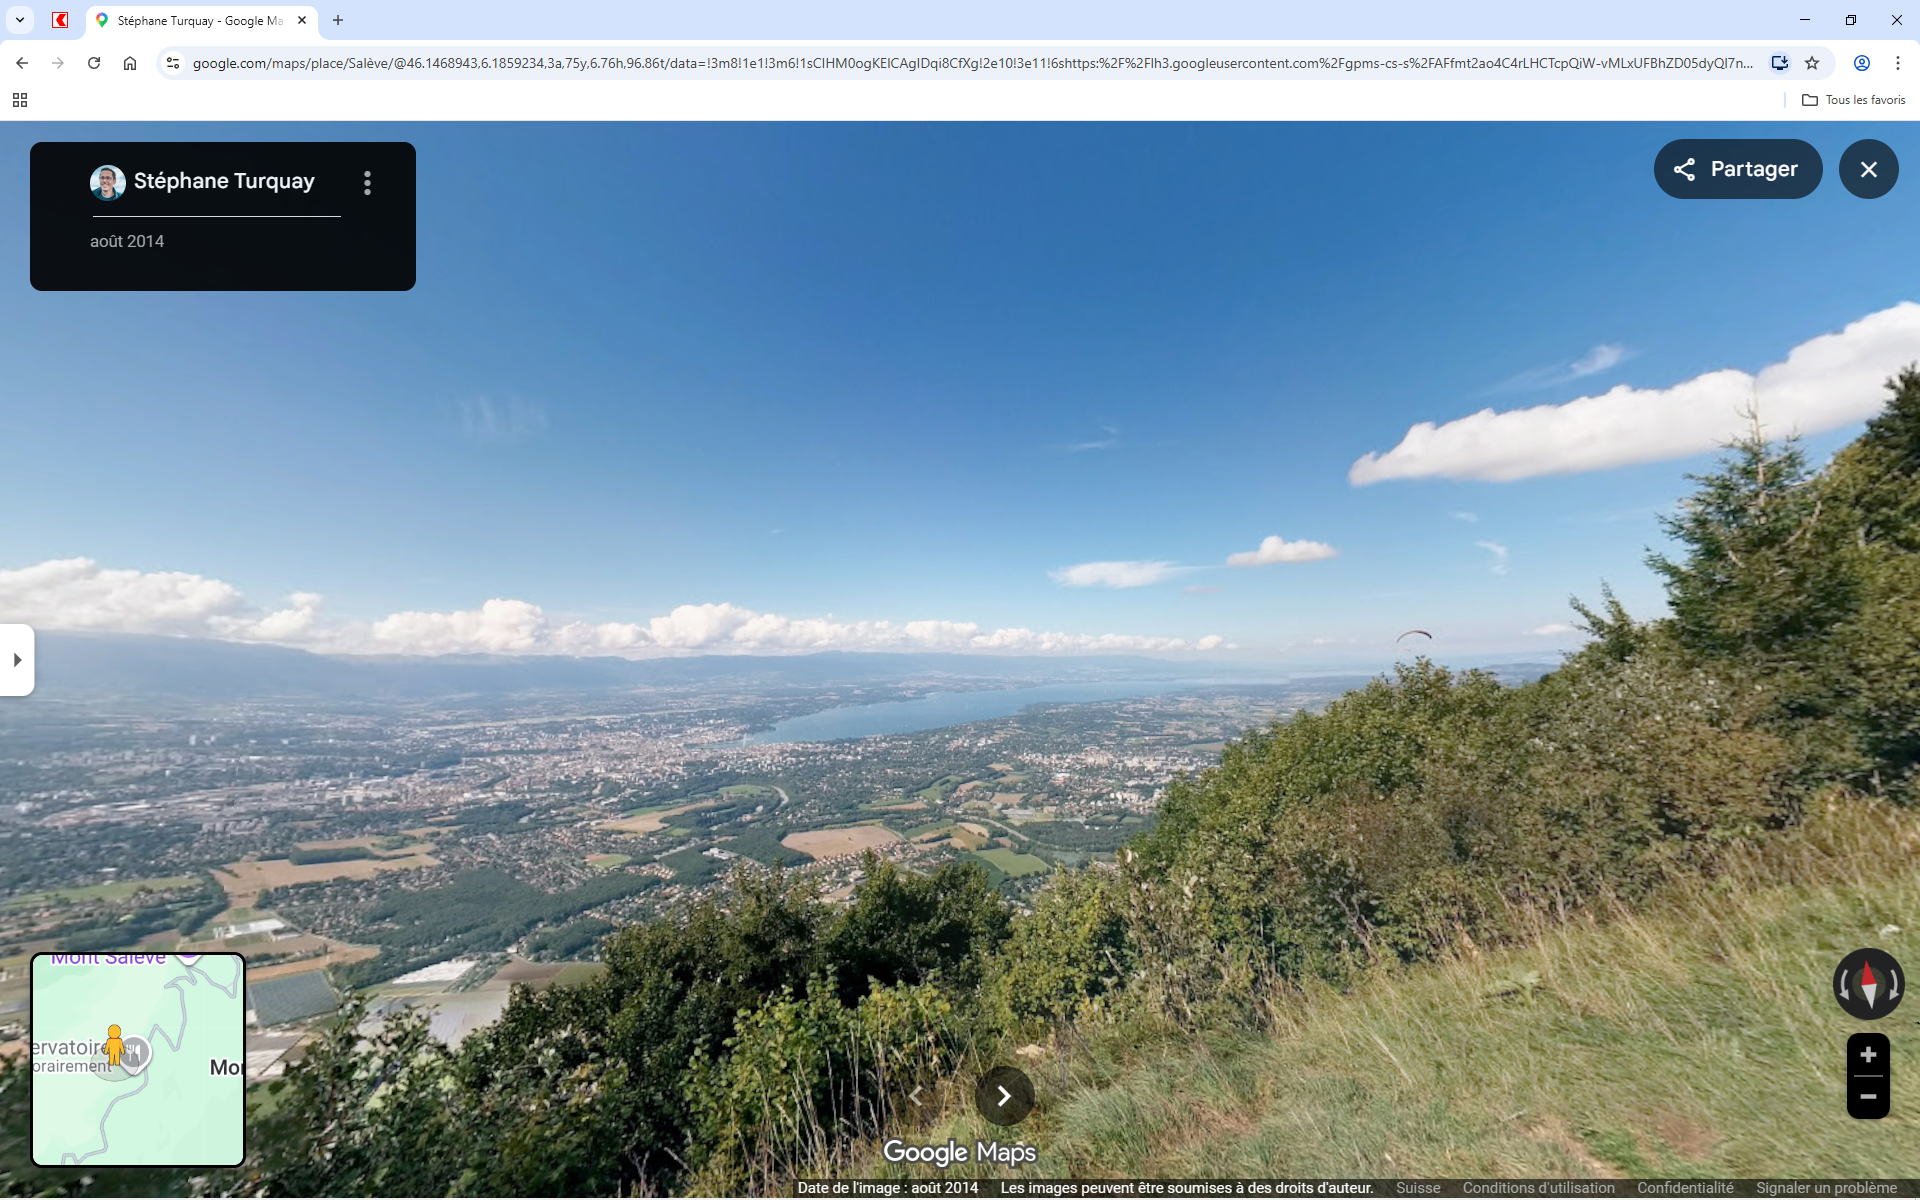 Stéphane Turquay - Google Ma
google.com/maps/place/Salève/@46.1468943,6.1859234,3a,75y,6.76h,96.86t/data=!3m8!1e1!3m6!1sCIHM0ogKEICAgIDqi8CfXg!2e10!3e11!6shttps:%2F%2Flh3.googleusercontent.com%2Fgpms-cs-s%2FAFfmt2ao4C4rLHCTcpQiW-vMLxUFBhZD05dyQI7n...
Tous les favoris
Stéphane Turquay
août 2014
Partager
Mont Salève
ervatoire
orairement
Mon
Google Maps
Date de l'image : août 2014 Les images peuvent être soumises à des droits d'auteur. Suisse Conditions d'utilisation Confidentialité Signaler un problème